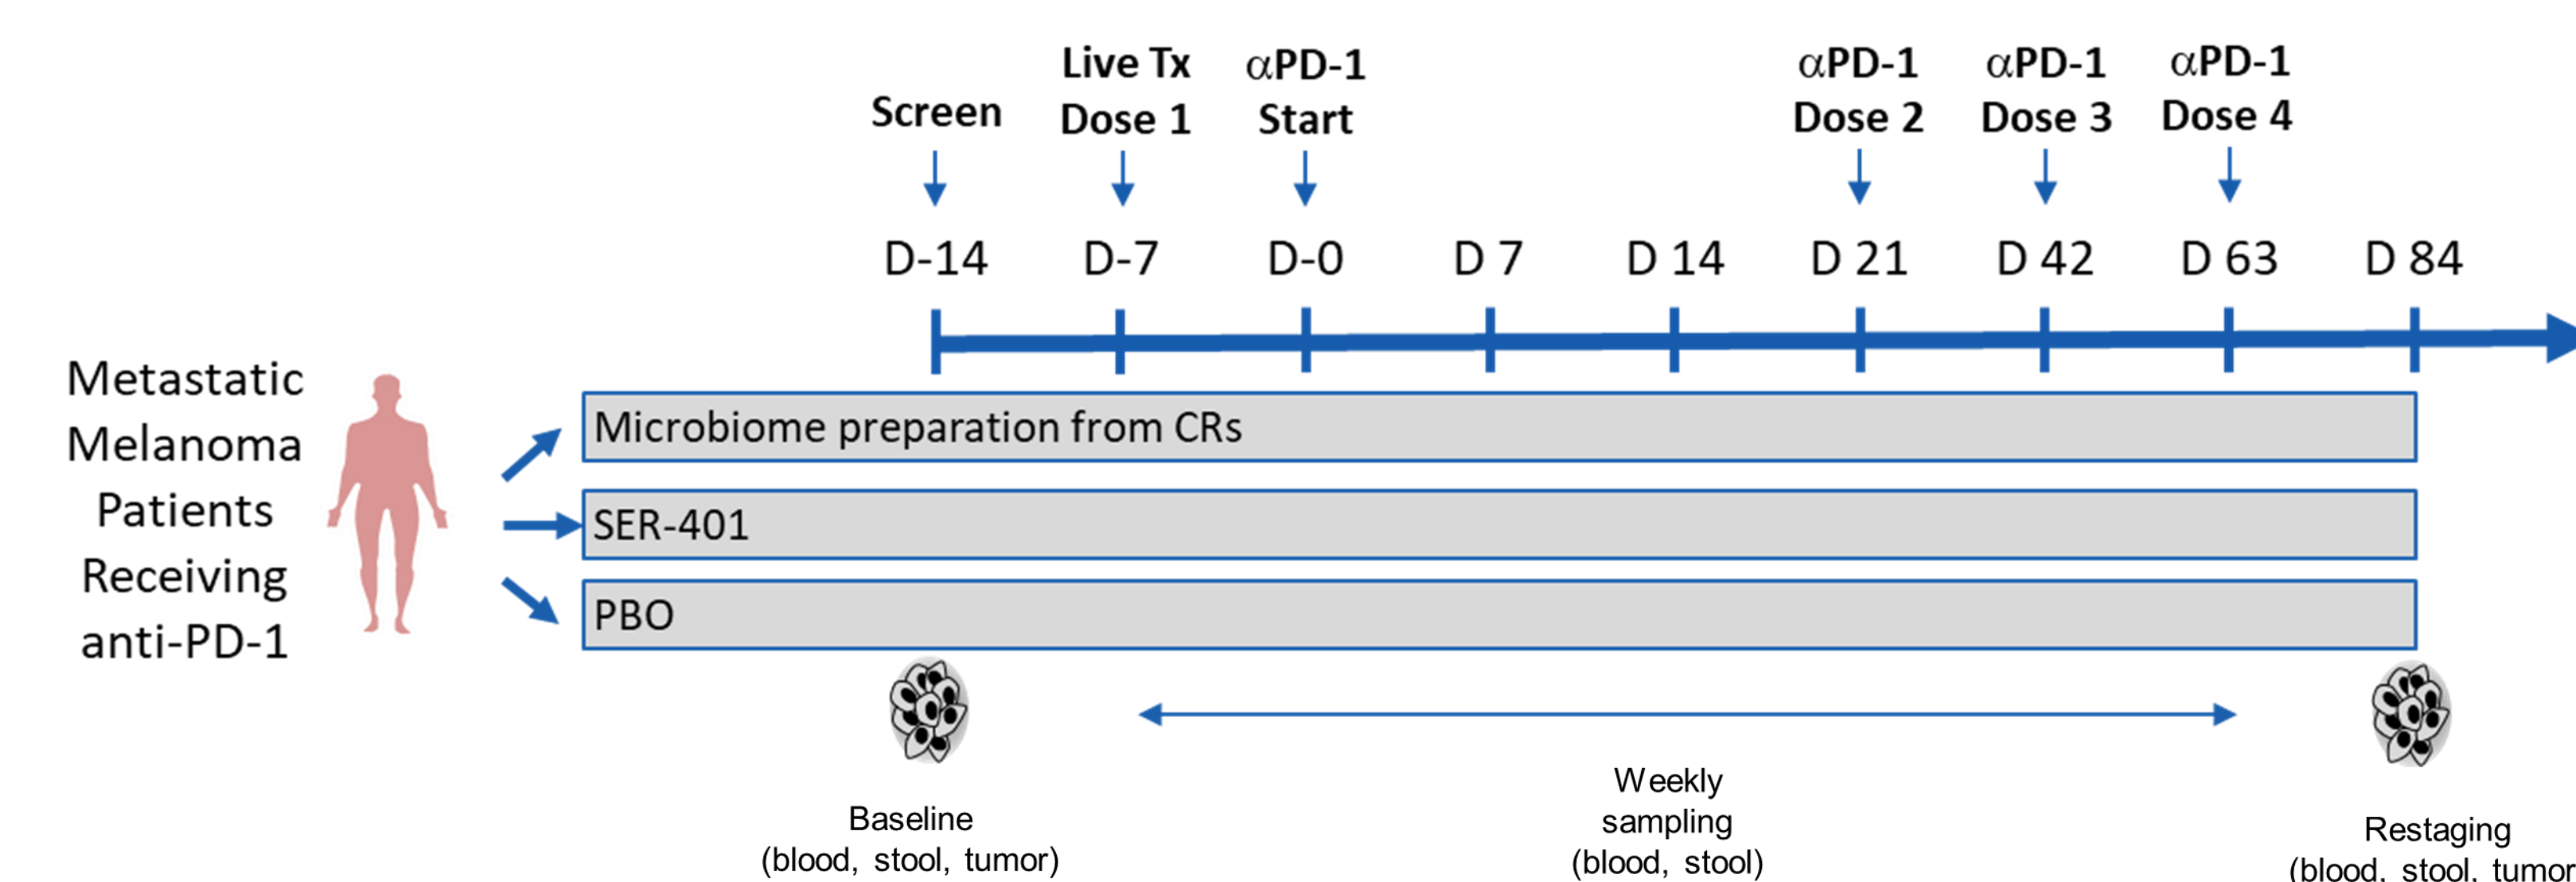 Screen
Live Tx
Dose 1
αPD-1
Start
αPD-1
Dose 2
αPD-1
Dose 3
αPD-1
Dose 4
D-14 D-7 D-0 D 7 D 14 D 21 D 42 D 63 D 84
Metastatic
Melanoma
Patients
Receiving
anti-PD-1
Microbiome preparation from CRs
SER-401
PBO
Baseline
(blood, stool, tumor)
Weekly
sampling
(blood, stool)
Restaging
(blood, stool, tumor